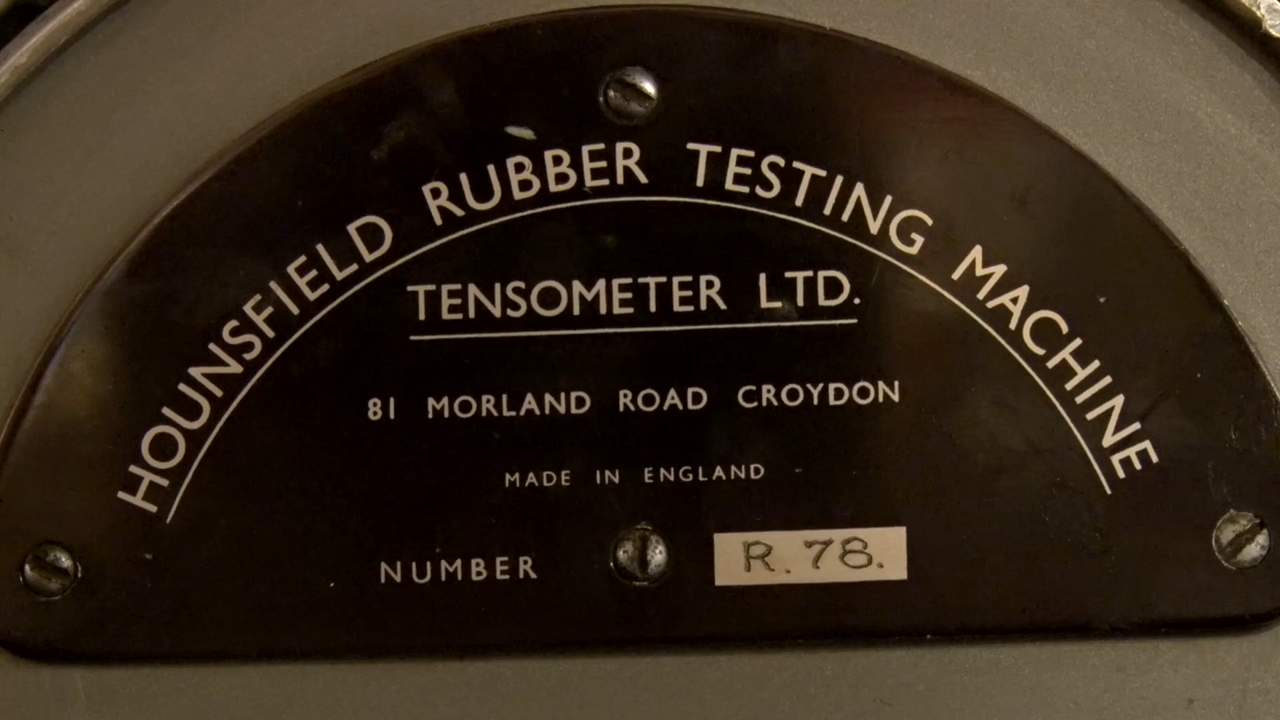 HOUNSFIELD RUBBER TESTING MACHINE
TENSOMETER LTD.
81 MORLAND ROAD CROYDON
MADE IN ENGLAND
NUMBER R.78.